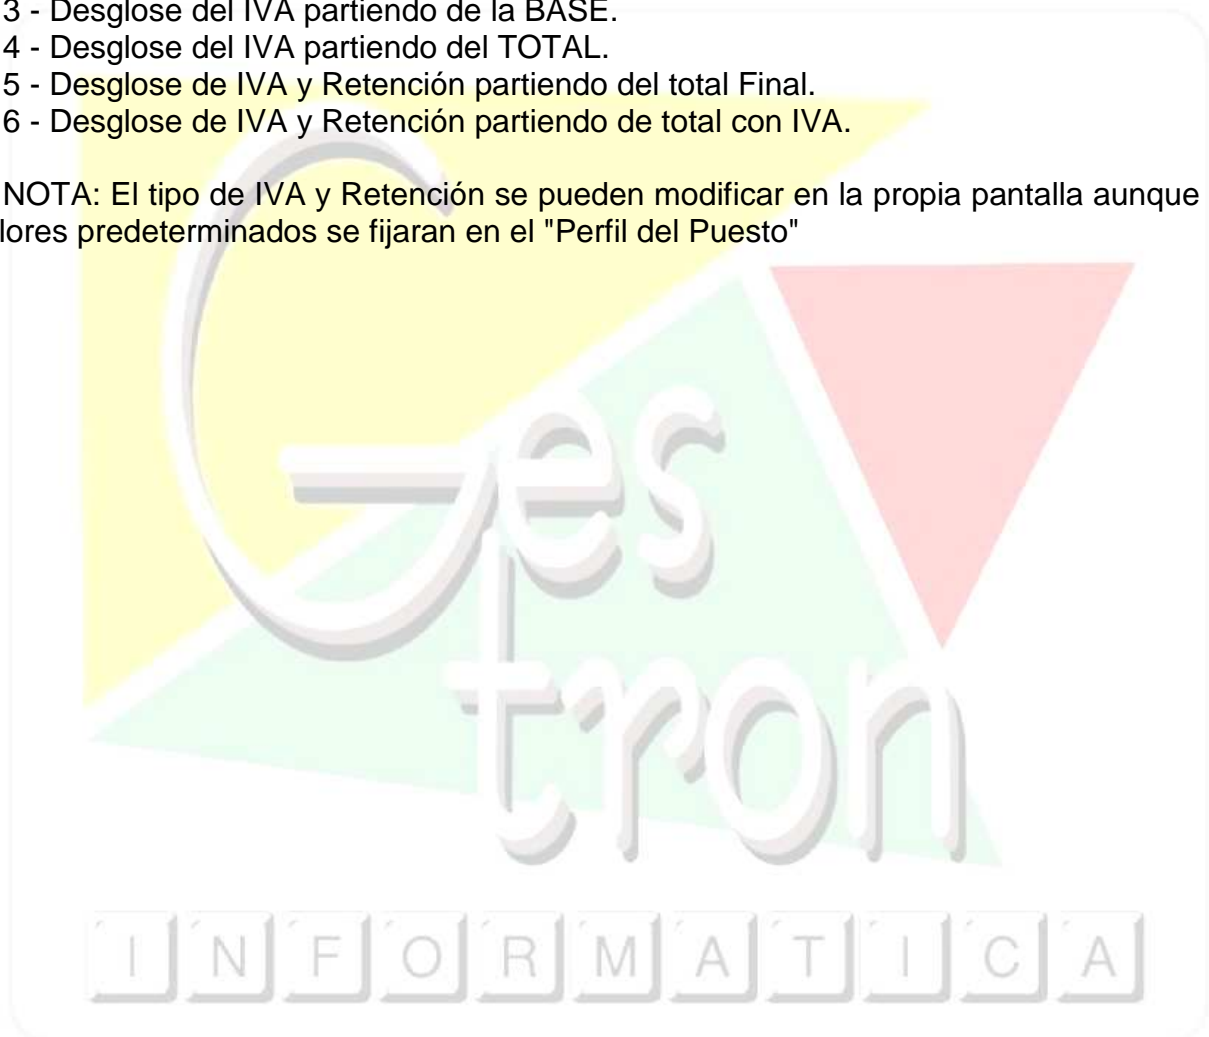 3 - Desglose del IVA partiendo de la BASE.
4 - Desglose del IVA partiendo del TOTAL.
5 - Desglose de IVA y Retención partiendo del total Final.
6 - Desglose de IVA y Retención partiendo de total con IVA.
NOTA: El tipo de IVA y Retención se pueden modificar en la propia pantalla aunque
lores predeterminados se fijaran en el "Perfil del Puesto"
Ges
tron
INFORMATICA